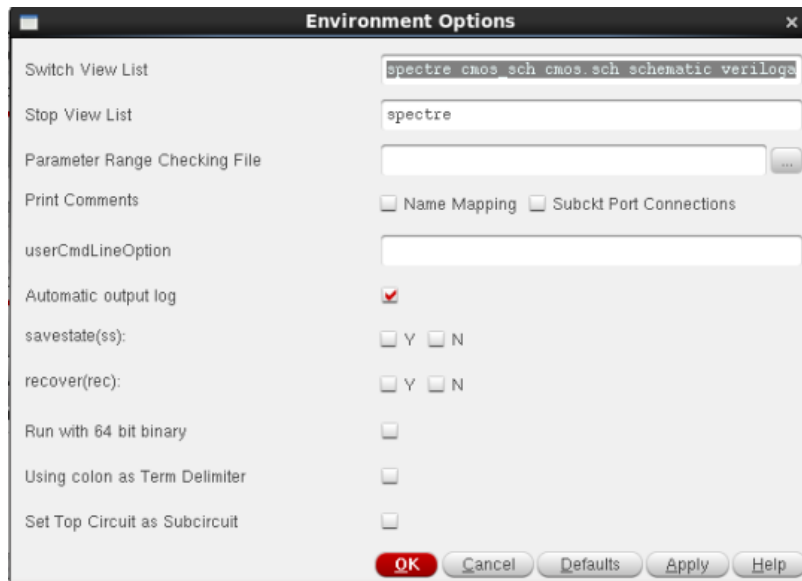 Environment Options
Switch View List
spectre cmos_sch cmos.sch schematic veriloga
Stop View List
spectre
Parameter Range Checking File
...
Print Comments
Name Mapping
Subckt Port Connections
userCmdLineOption
Automatic output log
savestate(ss):
Y
N
recover(rec):
Y
N
Run with 64 bit binary
Using colon as Term Delimiter
Set Top Circuit as Subcircuit
OK
Cancel
Defaults
Apply
Help